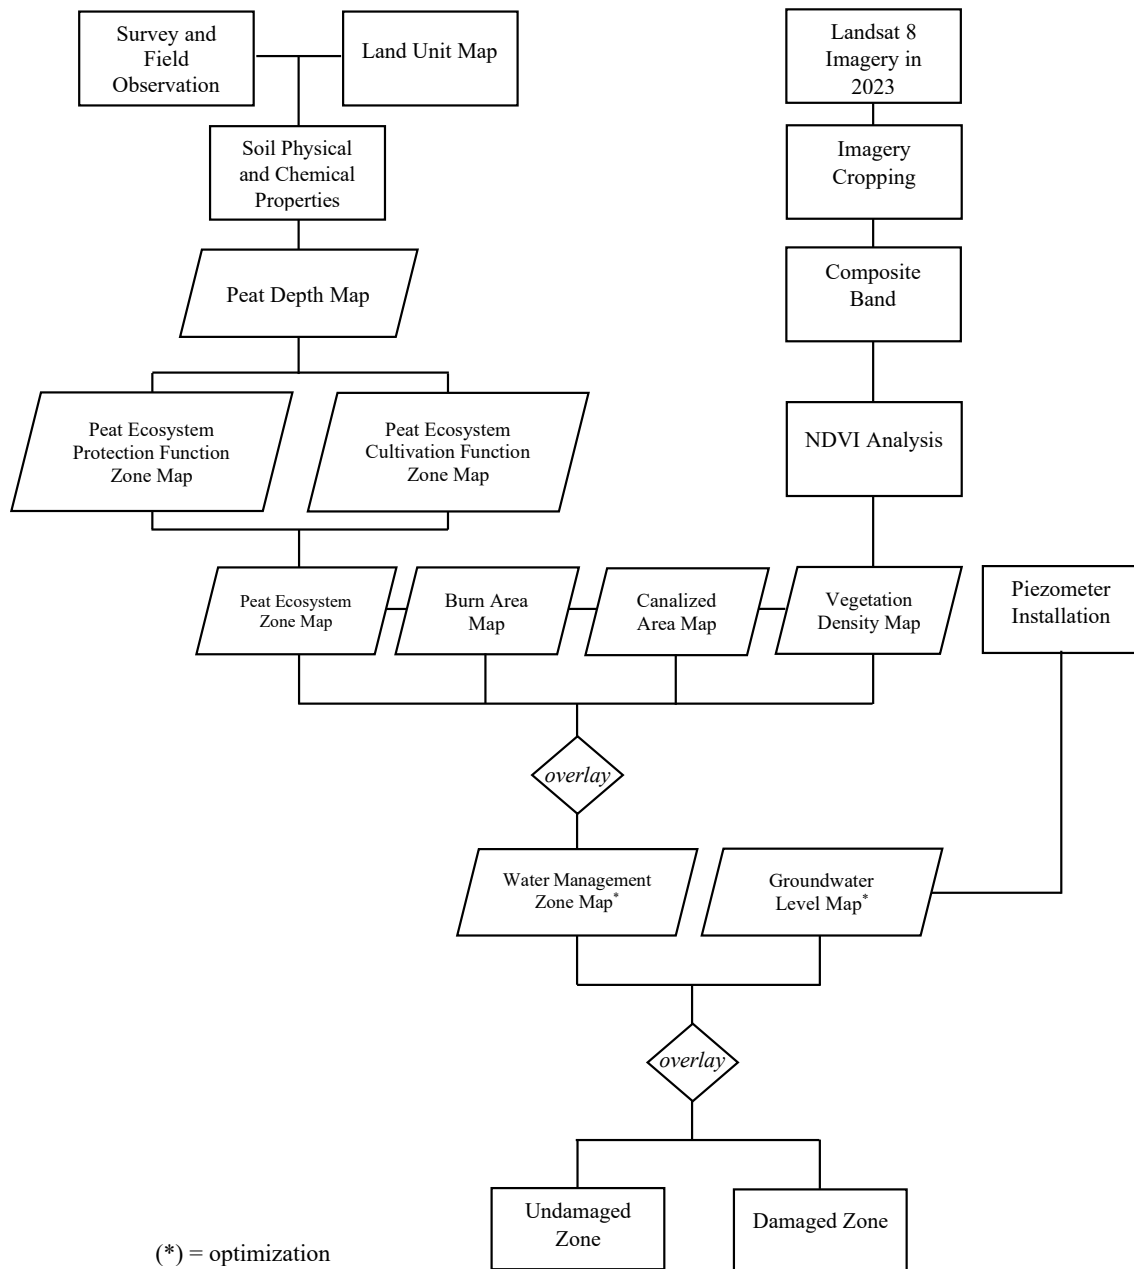 Survey and
Field
Observation
Land Unit Map
Landsat 8
Imagery in
2023
Soil Physical
and Chemical
Properties
Imagery
Cropping
Peat Depth Map
Composite
Band
Peat Ecosystem
Protection Function
Zone Map
Peat Ecosystem
Cultivation Function
Zone Map
NDVI Analysis
Peat Ecosystem
Zone Map
Burn Area
Map
Canalized
Area Map
Vegetation
Density Map
Piezometer
Installation
overlay
Water Management
Zone Map*
Groundwater
Level Map*
overlay
Undamaged
Zone
Damaged Zone
(*) = optimization